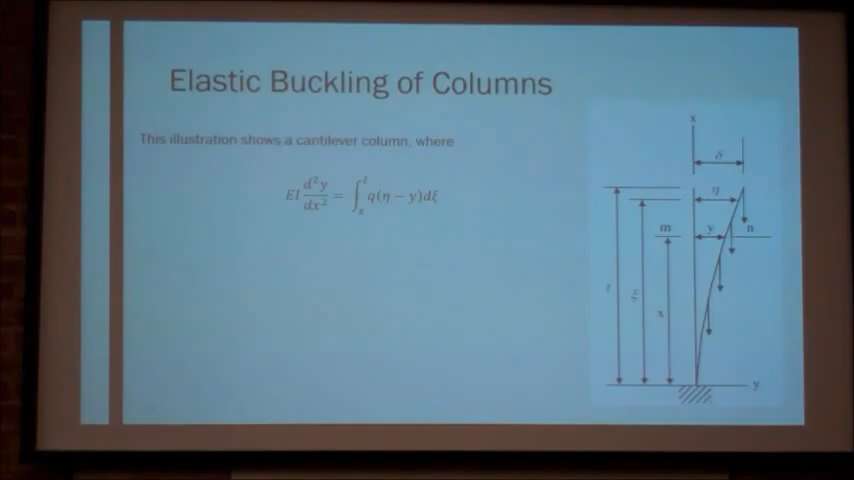 Elastic Buckling of Columns
This illustration shows a cantilever column, where
EI d²y/dx² = ∫ₓˡ q(η − y)dξ
x
δ
η
m y n
ℓ ξ x
y